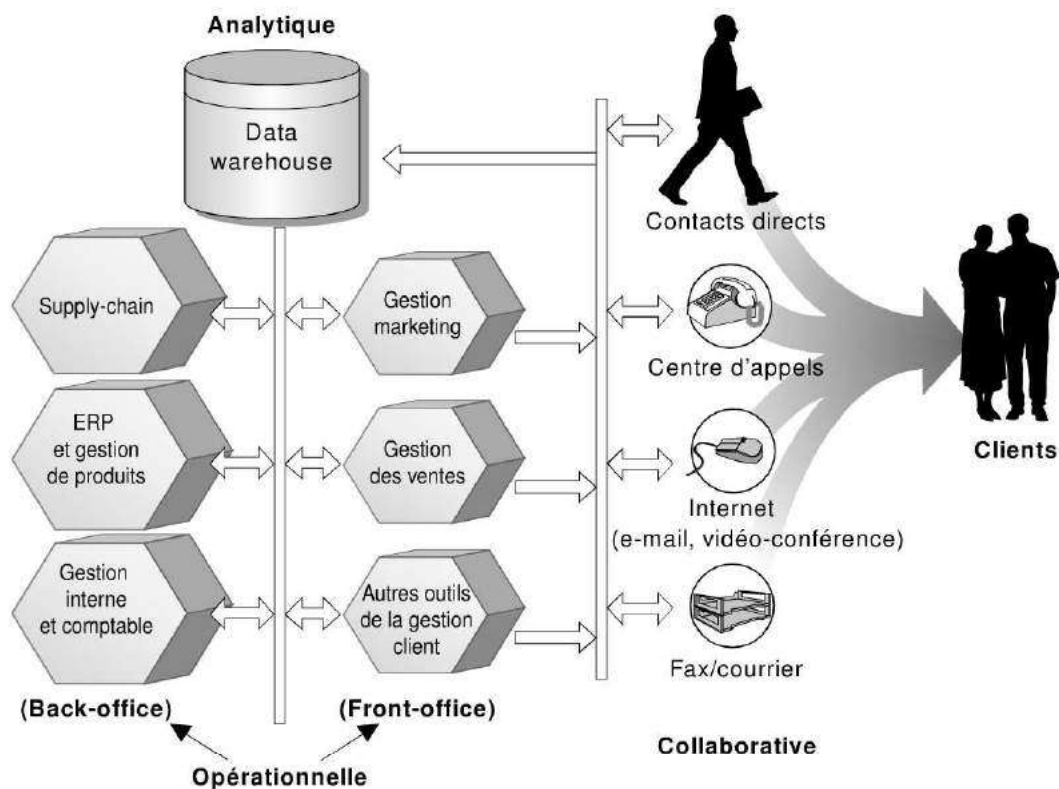 Analytique
Data
warehouse
Contacts directs
Supply-chain
Gestion
marketing
Centre d'appels
ERP
et gestion
de produits
Gestion
des ventes
Clients
Internet
(e-mail, vidéo-conférence)
Gestion
interne
et comptable
Autres outils
de la gestion
client
Fax/courrier
(Back-office)
(Front-office)
Collaborative
Opérationnelle